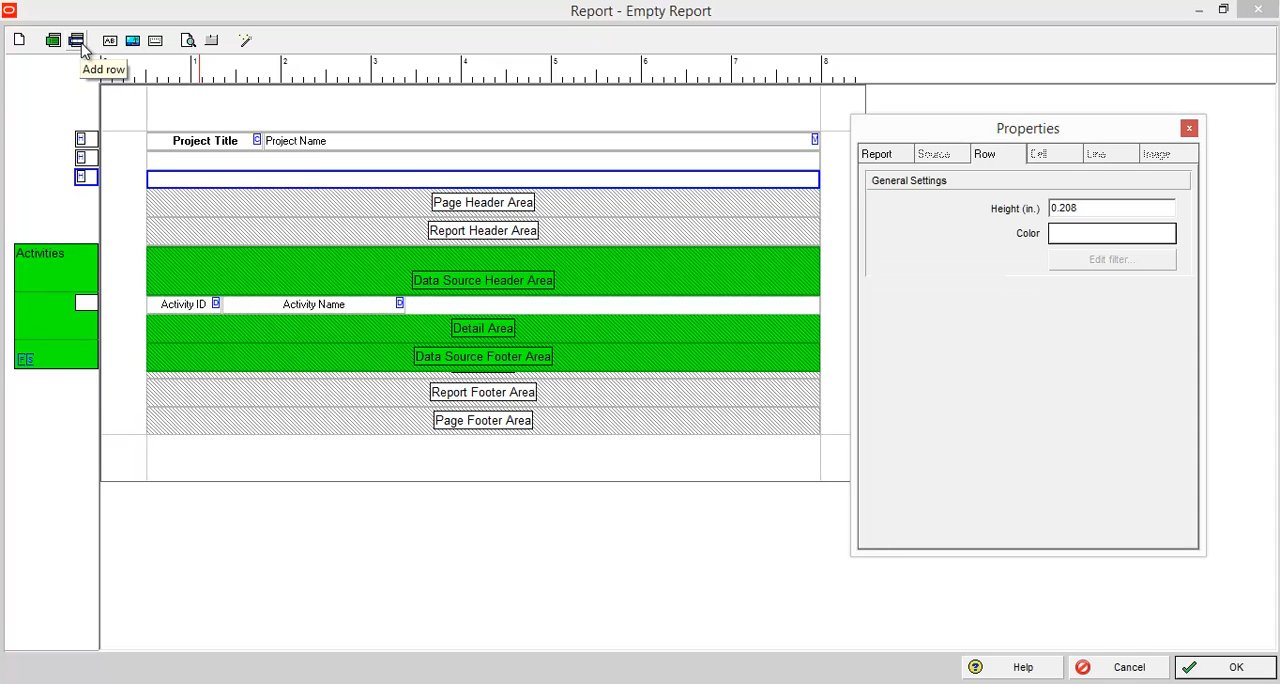 Report - Empty Report
Add row
1 2 3 4 5 6 7 8
Project Title C Project Name
H
H
H
Page Header Area
Report Header Area
Activities
Data Source Header Area
Activity ID D Activity Name D
Detail Area
FS Data Source Footer Area
Report Footer Area
Page Footer Area
Properties
Report Source Row Cell Line Image
General Settings
Height (in.) 0.208
Color
Edit filter...
Help Cancel OK